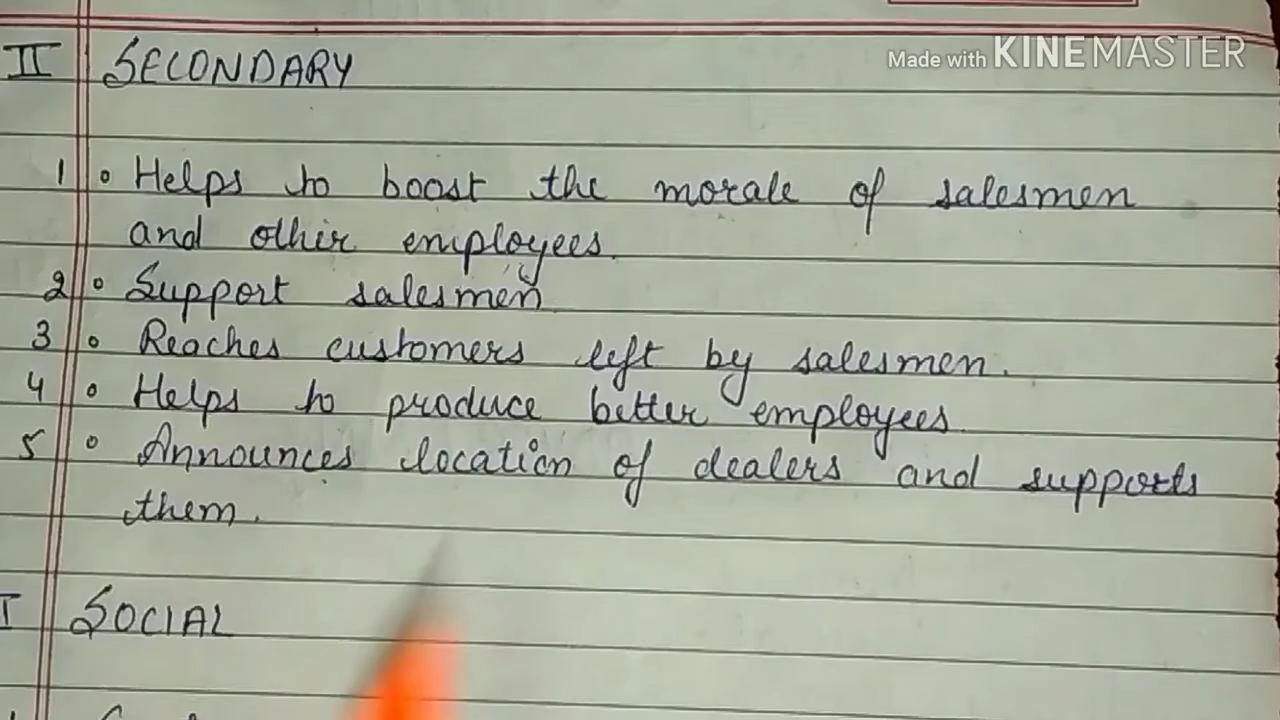 Made with KINEMASTER
II SECONDARY
1 Helps to boost the morale of salesmen
and other employees.
2 Support salesmen
3 Reaches customers left by salesmen.
4 Helps to produce better employees
5 Announces location of dealers and supports
them.
I SOCIAL